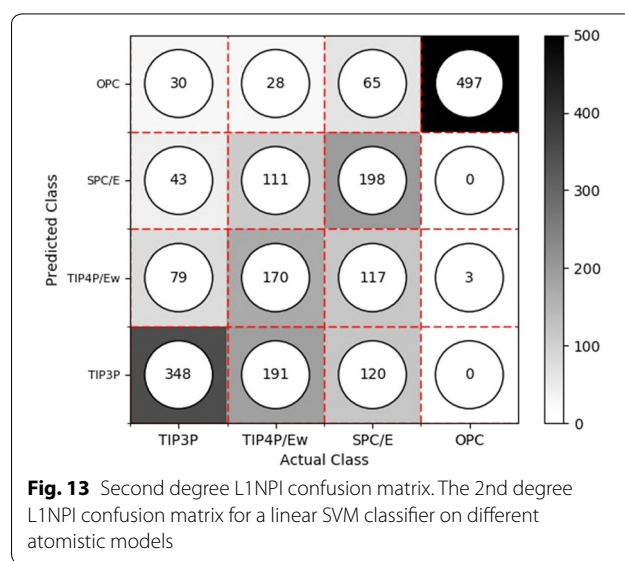 500
OPC 30 28 65 497
400
SPC/E 43 111 198 0
300
Predicted Class
200
TIP4P/Ew 79 170 117 3
100
TIP3P 348 191 120 0
0
TIP3P TIP4P/Ew SPC/E OPC
Actual Class
Fig. 13 Second degree L1NPI confusion matrix. The 2nd degree
L1NPI confusion matrix for a linear SVM classifier on different
atomistic models